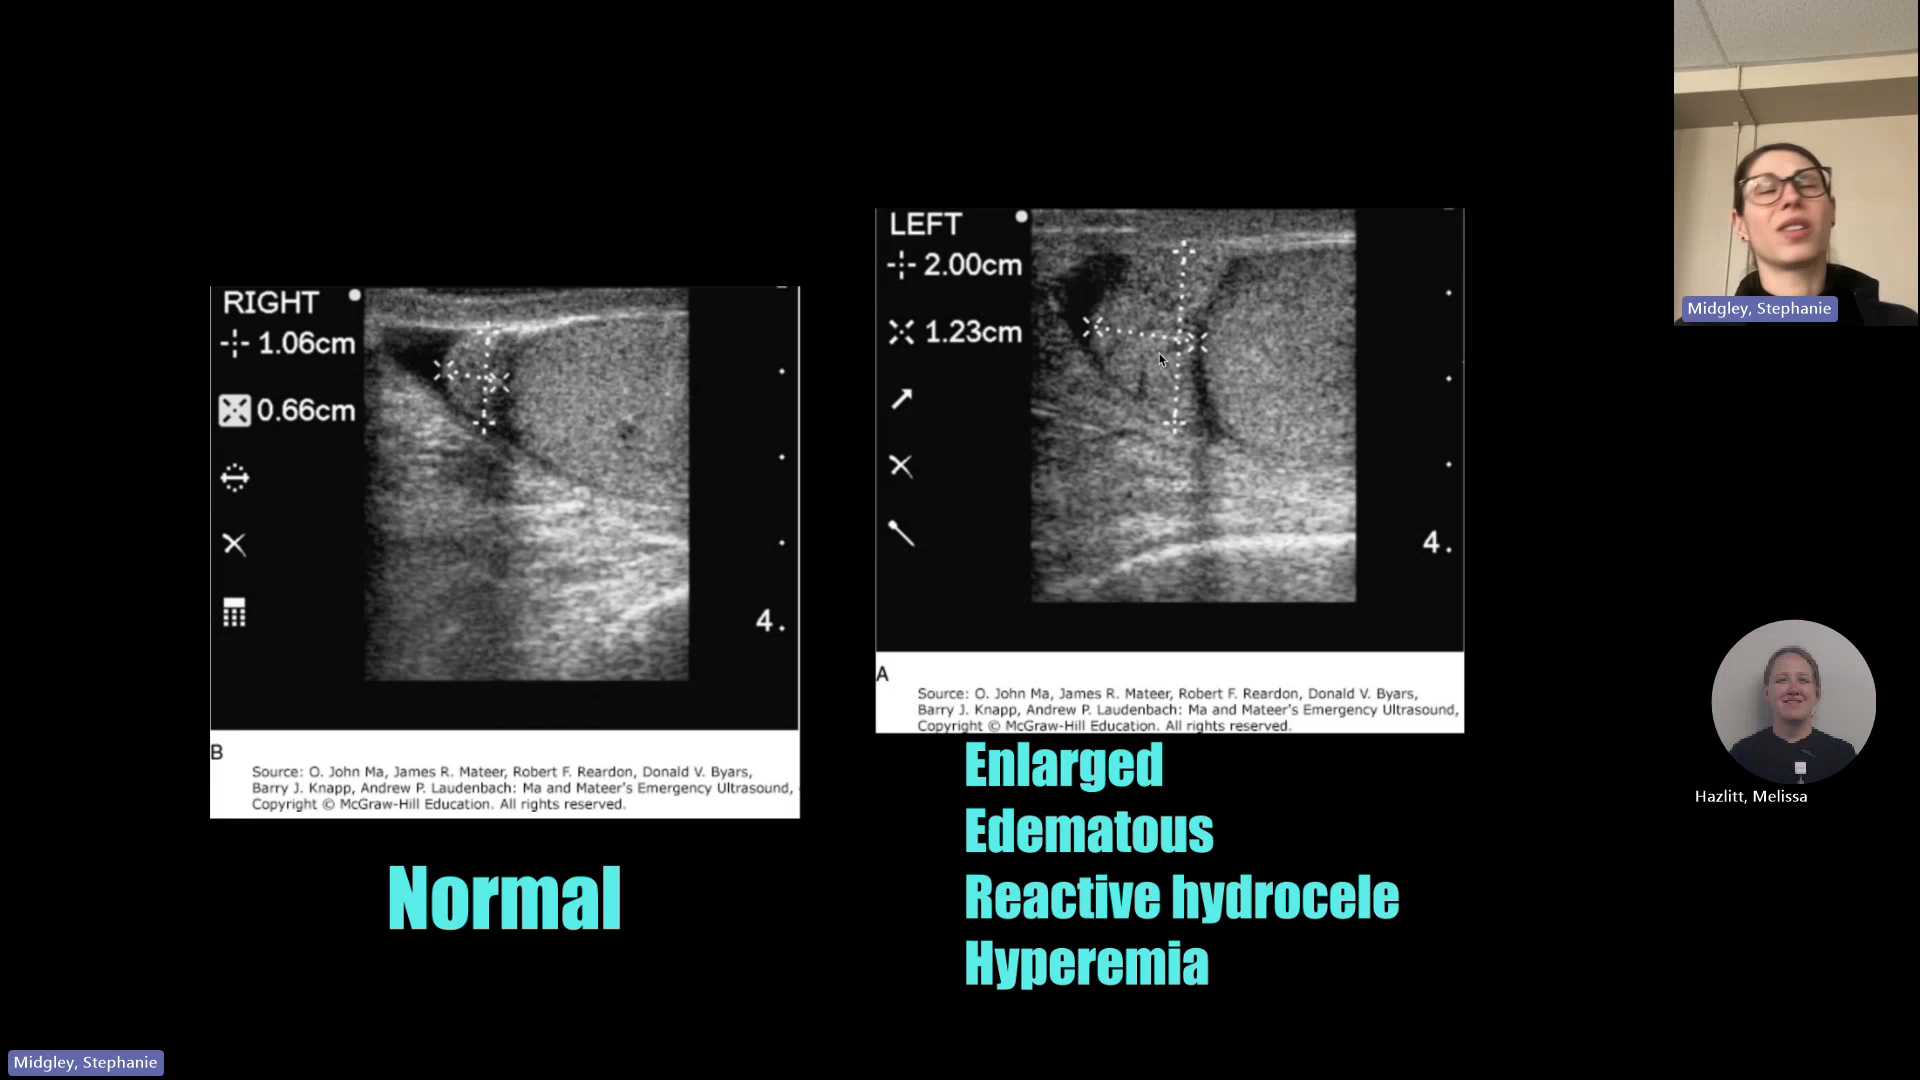 RIGHT
1.06cm
0.66cm
4.
B
Source: O. John Ma, James R. Mateer, Robert F. Reardon, Donald V. Byars,
Barry J. Knapp, Andrew P. Laudenbach: Ma and Mateer's Emergency Ultrasound,
Copyright © McGraw-Hill Education. All rights reserved.
Normal
LEFT
2.00cm
1.23cm
4.
A
Source: O. John Ma, James R. Mateer, Robert F. Reardon, Donald V. Byars,
Barry J. Knapp, Andrew P. Laudenbach: Ma and Mateer's Emergency Ultrasound,
Copyright © McGraw-Hill Education. All rights reserved.
Enlarged
Edematous
Reactive hydrocele
Hyperemia
Midgley, Stephanie
Hazlitt, Melissa
Midgley, Stephanie